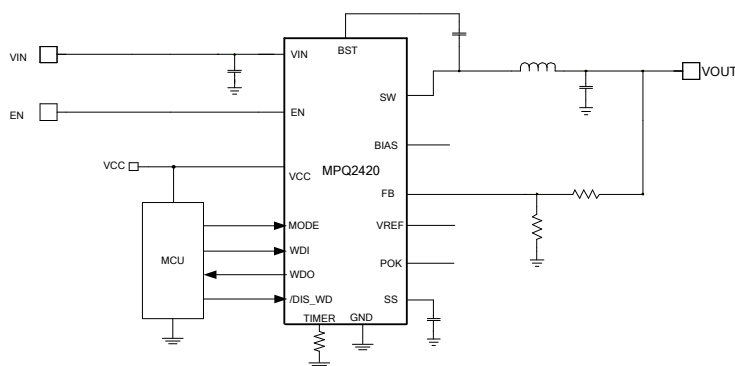 BST
VIN
VIN
SW
VOUT
EN
EN
BIAS
VCC
VCC
MPQ2420
FB
MODE
VREF
WDI
MCU
WDO
POK
/DIS_WD
SS
TIMER
GND